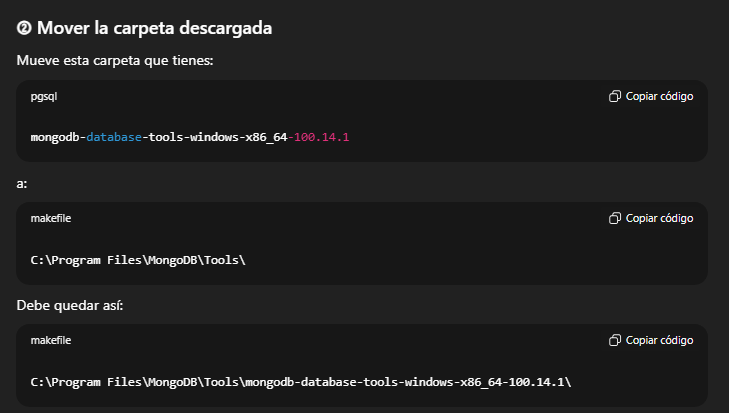 ② Mover la carpeta descargada
Mueve esta carpeta que tienes:
pgsql Copiar código
mongodb-database-tools-windows-x86_64-100.14.1
a:
makefile Copiar código
C:\Program Files\MongoDB\Tools\
Debe quedar así:
makefile Copiar código
C:\Program Files\MongoDB\Tools\mongodb-database-tools-windows-x86_64-100.14.1\